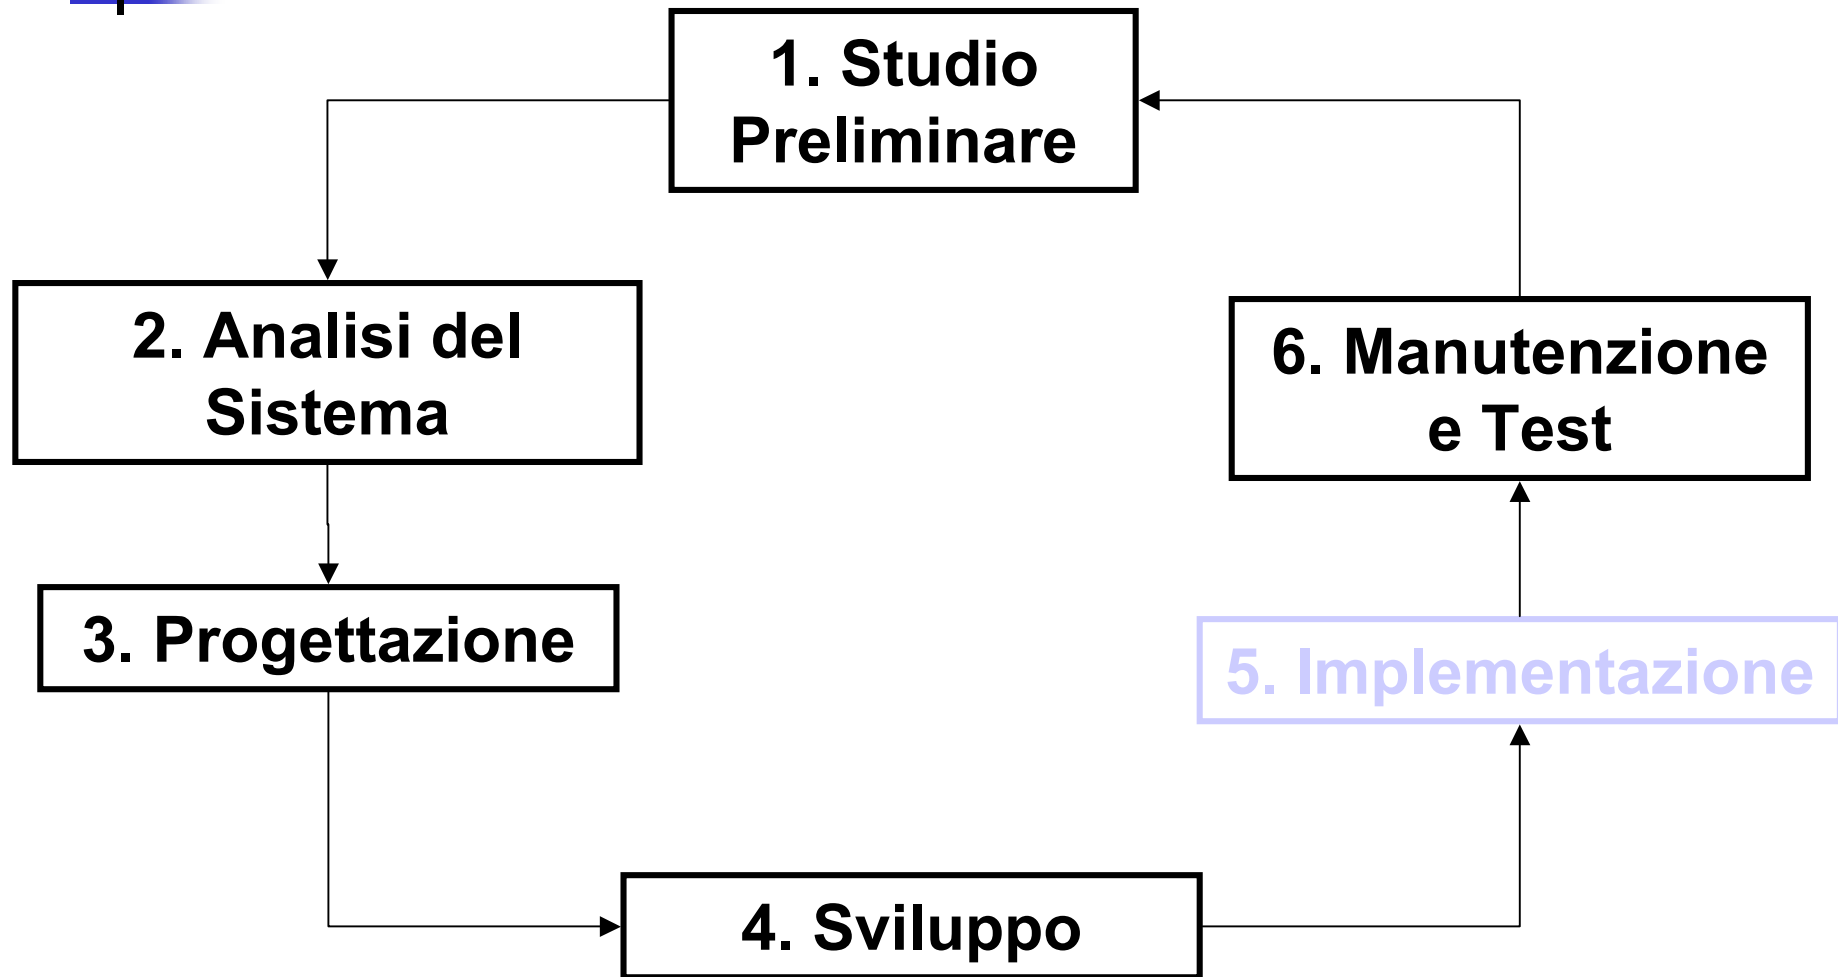 1. Studio
Preliminare
2. Analisi del
Sistema
3. Progettazione
4. Sviluppo
5. Implementazione
6. Manutenzione
e Test